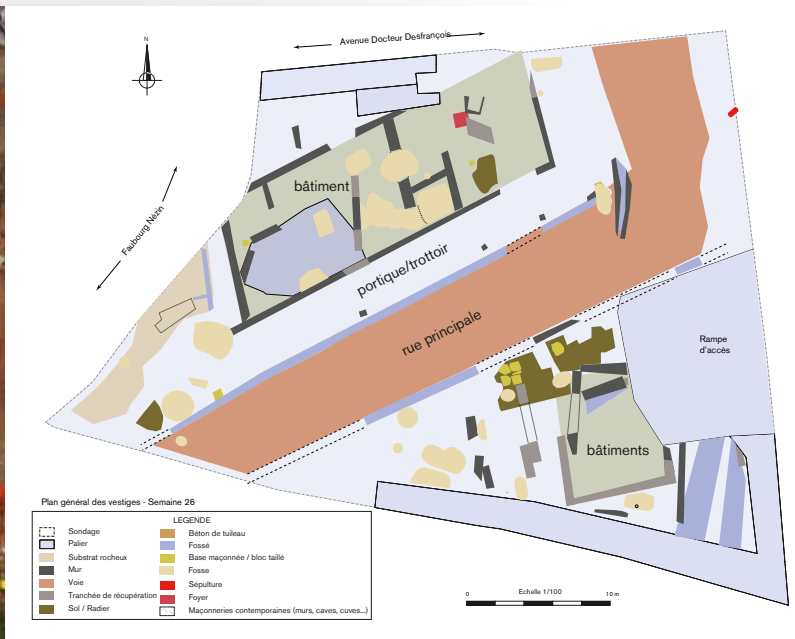 Avenue Docteur Desfrançois
N
Faubourg Nézin
bâtiment
portique/trottoir
rue principale
Rampe
d'accès
bâtiments
Plan général des vestiges - Semaine 26
LEGENDE
Sondage
Palier
Substrat rocheux
Mur
Voie
Tranchée de récupération
Sol / Radier
Béton de tuileau
Fossé
Base maçonnée / bloc taillé
Fosse
Sépulture
Foyer
Maçonneries contemporaines (murs, caves, cuves...)
Echelle 1/100
0 10 m